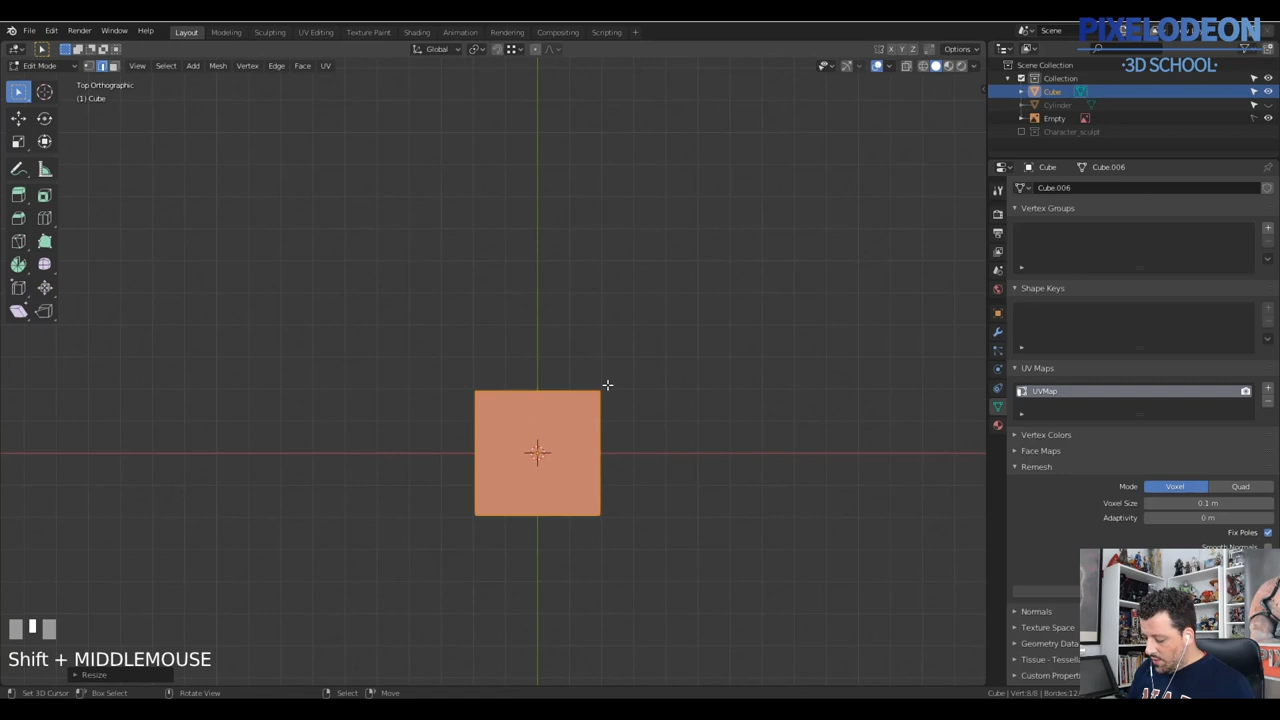 File Edit Render Window Help Layout Modeling Sculpting UV Editing Texture Paint Shading Animation Rendering Compositing Scripting + Scene
PIXELODEON
·3D SCHOOL·
Global X Y Z Options
Edit Mode View Select Add Mesh Vertex Edge Face UV
Top Orthographic
(1) Cube
Scene Collection
Collection
Cube
Cylinder
Empty
Character_sculpt
Cube Cube.006
Cube.006
Vertex Groups
Shape Keys
UV Maps
UVMap
Vertex Colors
Face Maps
Remesh
Mode Voxel Quad
Voxel Size 0.1 m
Adaptivity 0 m
Fix Poles
Smooth Normals
Normals
Texture Space
Geometry Data
Shift + MIDDLEMOUSE
Resize
Set 3D Cursor Box Select Rotate View Select Move